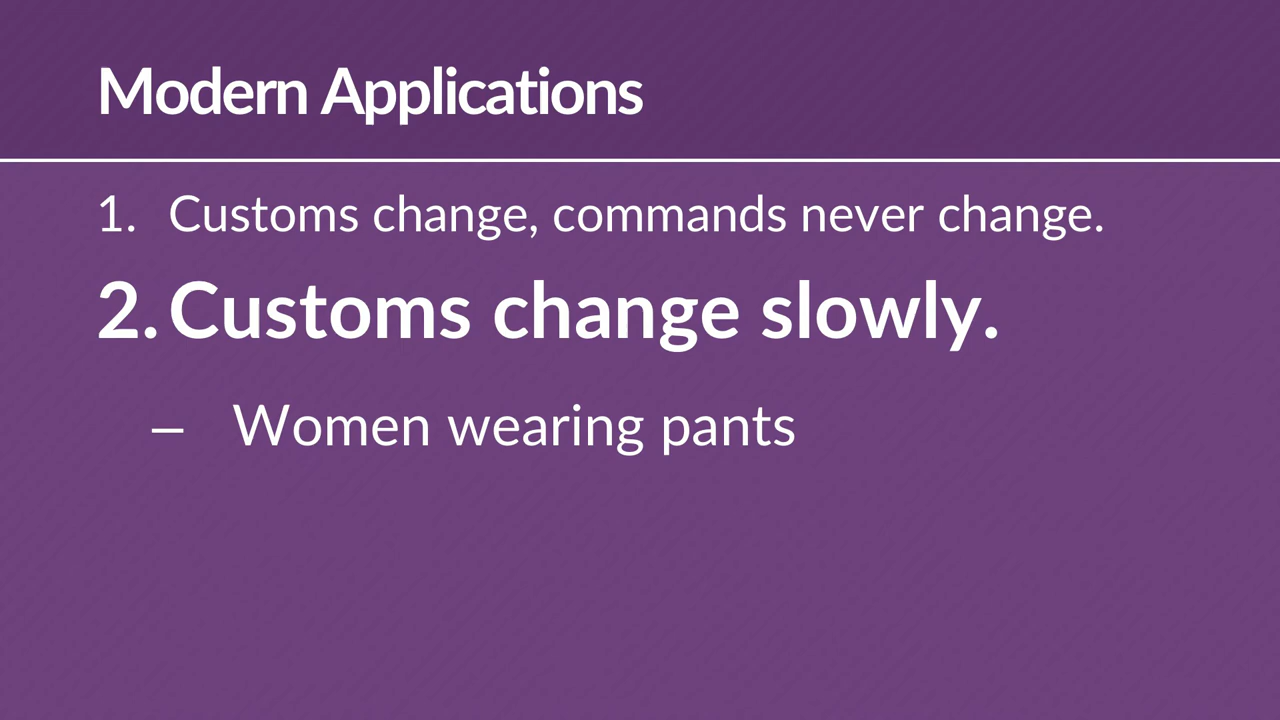 Modern Applications
1. Customs change, commands never change.
2. Customs change slowly.
– Women wearing pants